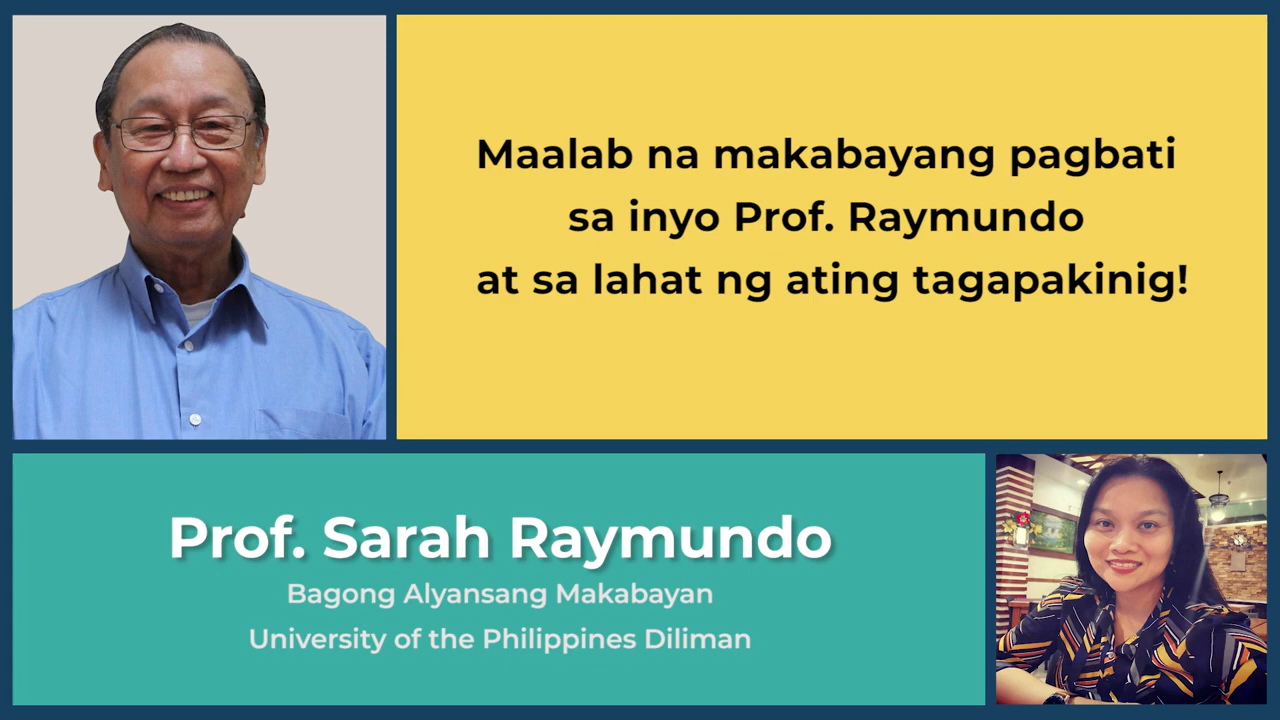 Maalab na makabayang pagbati
sa inyo Prof. Raymundo
at sa lahat ng ating tagapakinig!
Prof. Sarah Raymundo
Bagong Alyansang Makabayan
University of the Philippines Diliman